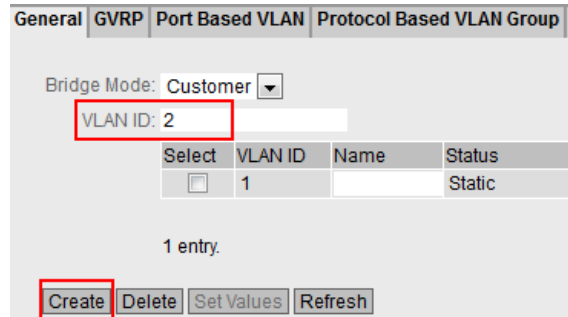 General GVRP Port Based VLAN Protocol Based VLAN Group
Bridge Mode: Customer
VLAN ID: 2
Select VLAN ID Name Status
1 Static
1 entry.
Create Delete Set Values Refresh